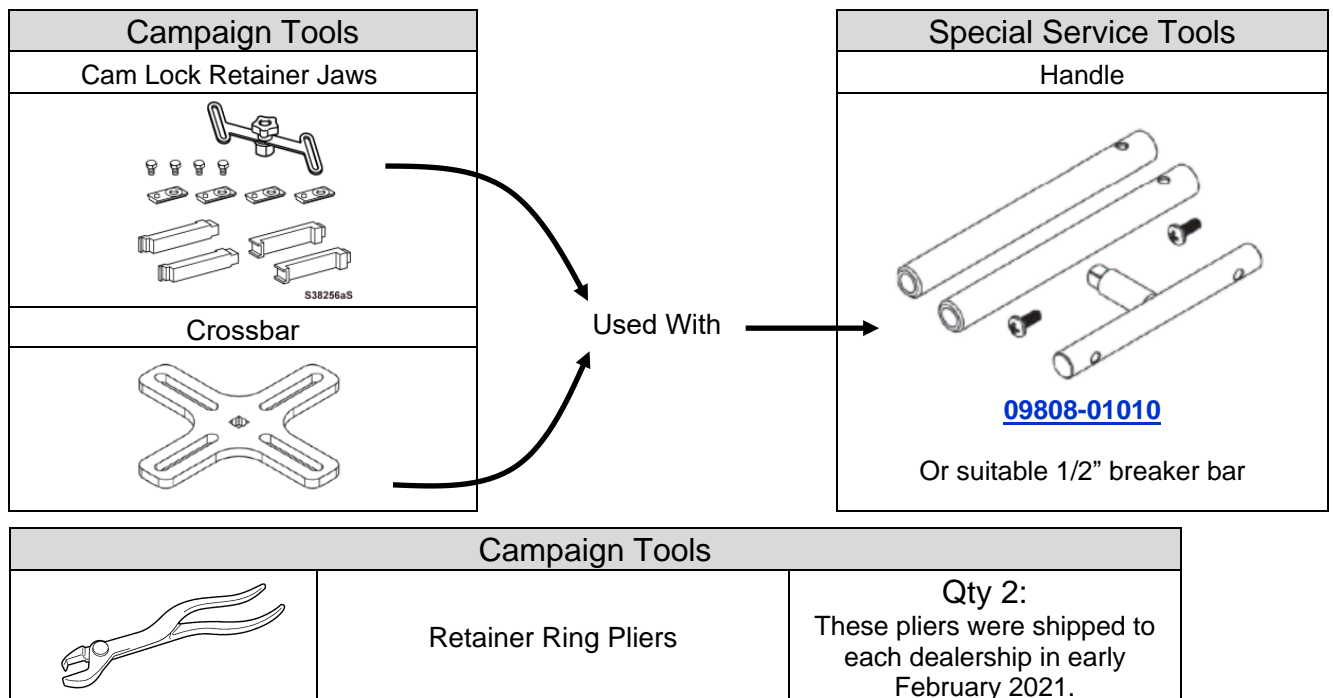 Campaign Tools
Cam Lock Retainer Jaws
S38256aS
Crossbar
Used With
Special Service Tools
Handle
09808-01010
Or suitable 1/2” breaker bar
Campaign Tools
Retainer Ring Pliers
Qty 2:
These pliers were shipped to
each dealership in early
February 2021.